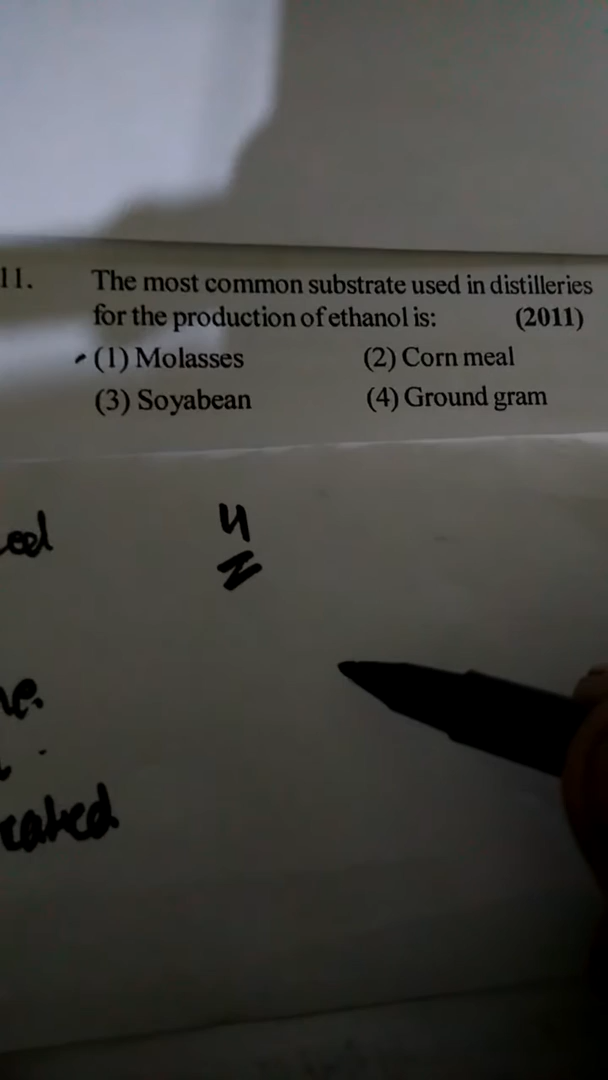 11. The most common substrate used in distilleries
for the production of ethanol is: (2011)
(1) Molasses (2) Corn meal
(3) Soyabean (4) Ground gram
4